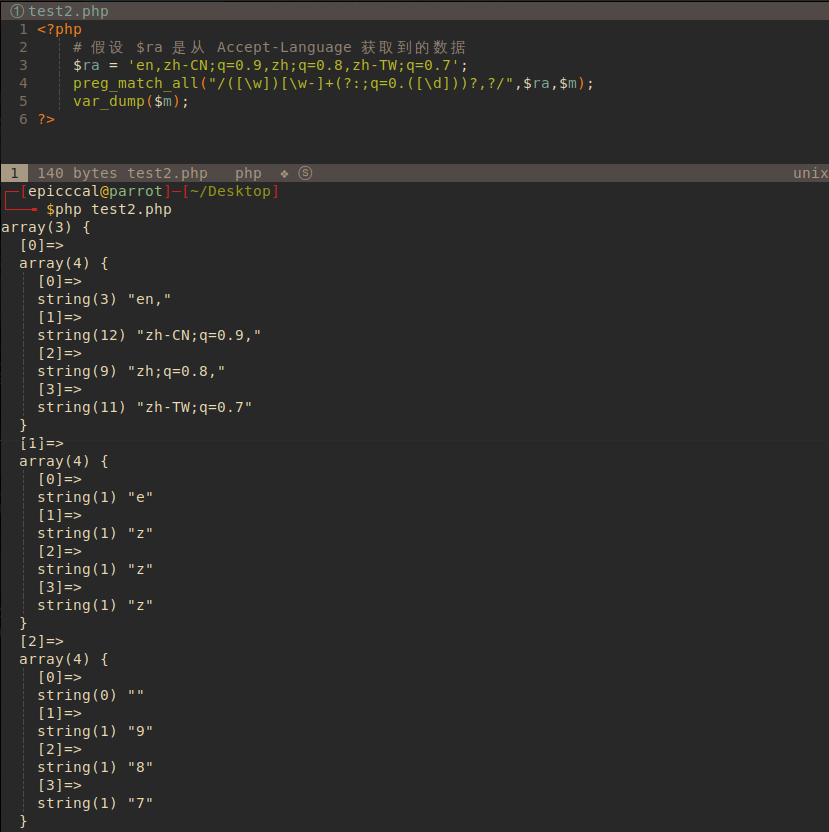 ① test2.php
1 <?php
2 # 假设 $ra 是从 Accept-Language 获取到的数据
3 $ra = 'en,zh-CN;q=0.9,zh;q=0.8,zh-TW;q=0.7';
4 preg_match_all("/([\w])[\w-]+(?:;q=0.([\d]))?,?/",$ra,$m);
5 var_dump($m);
6 ?>
1 140 bytes test2.php php ❖ ⓢ unix
┌─[epicccal@parrot]─[~/Desktop]
└──╼ $php test2.php
array(3) {
[0]=>
array(4) {
[0]=>
string(3) "en,"
[1]=>
string(12) "zh-CN;q=0.9,"
[2]=>
string(9) "zh;q=0.8,"
[3]=>
string(11) "zh-TW;q=0.7"
}
[1]=>
array(4) {
[0]=>
string(1) "e"
[1]=>
string(1) "z"
[2]=>
string(1) "z"
[3]=>
string(1) "z"
}
[2]=>
array(4) {
[0]=>
string(0) ""
[1]=>
string(1) "9"
[2]=>
string(1) "8"
[3]=>
string(1) "7"
}